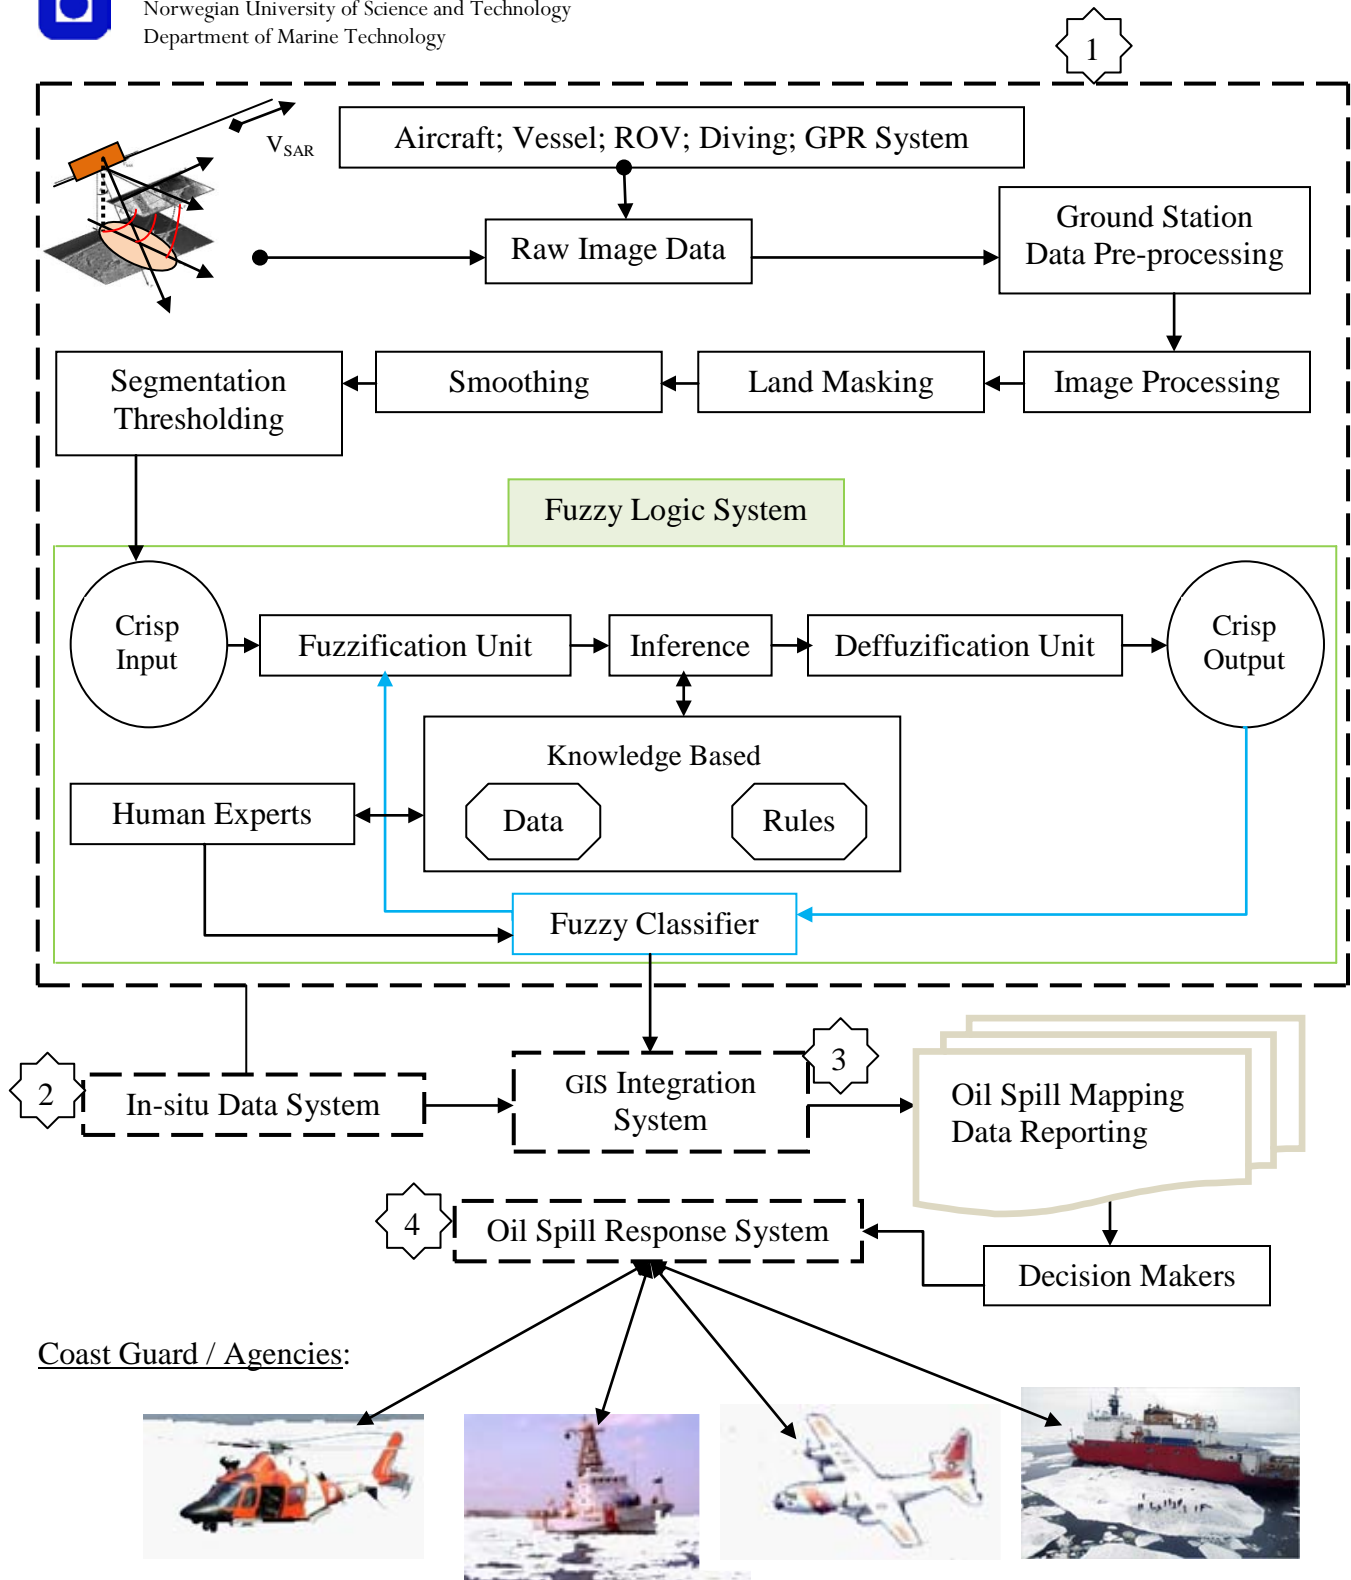 Norwegian University of Science and Technology
Department of Marine Technology
1
VSAR
Aircraft; Vessel; ROV; Diving; GPR System
Raw Image Data
Ground Station
Data Pre-processing
Segmentation
Thresholding
Smoothing
Land Masking
Image Processing
Fuzzy Logic System
Crisp
Input
Fuzzification Unit
Inference
Deffuzification Unit
Crisp
Output
Knowledge Based
Human Experts
Data
Rules
Fuzzy Classifier
2
In-situ Data System
GIS Integration
System
3
Oil Spill Mapping
Data Reporting
4
Oil Spill Response System
Decision Makers
Coast Guard / Agencies: